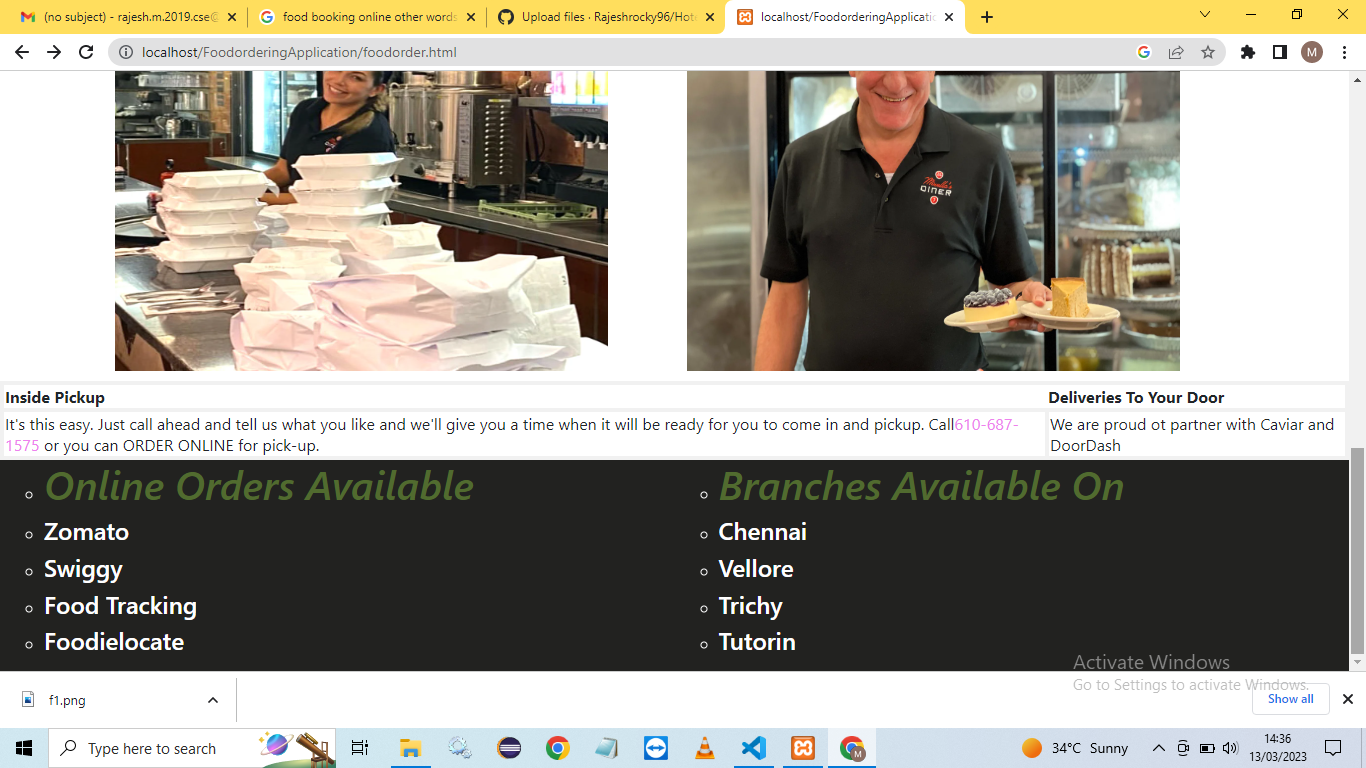 (no subject) - rajesh.m.2019.cse@
food booking online other words
Upload files · Rajeshrocky96/Hote
localhost/FoodorderingApplicatio
localhost/FoodorderingApplication/foodorder.html
M
DINER
Inside Pickup
Deliveries To Your Door
It's this easy. Just call ahead and tell us what you like and we'll give you a time when it will be ready for you to come in and pickup. Call610-687-
1575 or you can ORDER ONLINE for pick-up.
We are proud ot partner with Caviar and
DoorDash
Online Orders Available
Zomato
Swiggy
Food Tracking
Foodielocate
Branches Available On
Chennai
Vellore
Trichy
Tutorin
Activate Windows
Go to Settings to activate Windows.
f1.png
Show all
Type here to search
M
34°C Sunny
14:36
13/03/2023